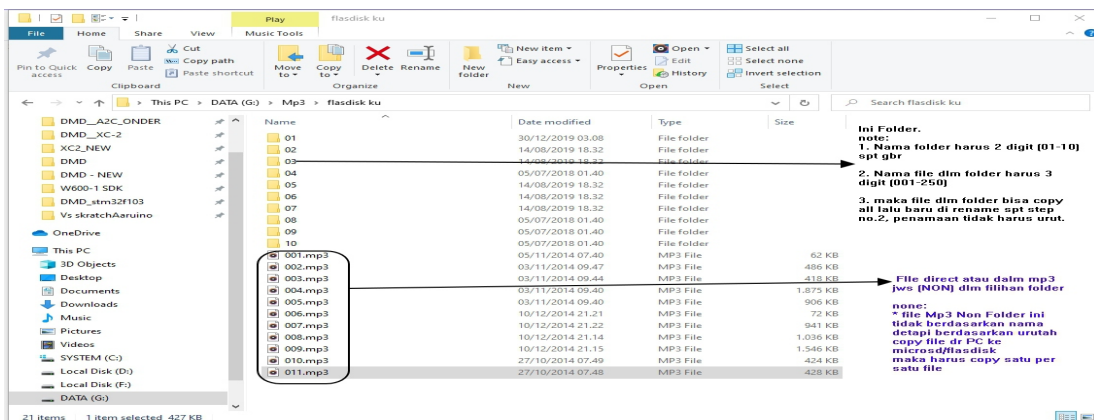 Play
flasdisk ku
File Home Share View Music Tools
Pin to Quick access
Copy
Paste
Cut
Copy path
Paste shortcut
Clipboard
Move to
Copy to
Delete
Rename
Organize
New folder
New item
Easy access
New
Properties
Open
Edit
History
Open
Select all
Select none
Invert selection
Select
This PC > DATA (G:) > Mp3 > flasdisk ku
Search flasdisk ku
DMD__A2C_ONDER
DMD__XC-2
XC2_NEW
DMD
DMD - NEW
W600-1 SDK
DMD_stm32f103
Vs skratchAaruino
OneDrive
This PC
3D Objects
Desktop
Documents
Downloads
Music
Pictures
Videos
SYSTEM (C:)
Local Disk (D:)
Local Disk (F:)
DATA (G:)
Name Date modified Type Size
01 30/12/2019 03.08 File folder
02 14/08/2019 18.32 File folder
03 14/08/2019 18.32 File folder
04 05/07/2018 01.40 File folder
05 14/08/2019 18.32 File folder
06 14/08/2019 18.32 File folder
07 14/08/2019 18.32 File folder
08 05/07/2018 01.40 File folder
09 05/07/2018 01.40 File folder
10 05/07/2018 01.40 File folder
001.mp3 05/11/2014 07.40 MP3 File 62 KB
002.mp3 03/11/2014 09.47 MP3 File 486 KB
003.mp3 03/11/2014 09.44 MP3 File 418 KB
004.mp3 03/11/2014 09.40 MP3 File 1.875 KB
005.mp3 03/11/2014 09.40 MP3 File 906 KB
006.mp3 10/12/2014 21.21 MP3 File 72 KB
007.mp3 10/12/2014 21.22 MP3 File 941 KB
008.mp3 10/12/2014 21.14 MP3 File 1.036 KB
009.mp3 10/12/2014 21.15 MP3 File 1.546 KB
010.mp3 27/10/2014 07.49 MP3 File 424 KB
011.mp3 27/10/2014 07.48 MP3 File 428 KB
Ini Folder.
note:
1. Nama folder harus 2 digit (01-10)
spt gbr
2. Nama file dlm folder harus 3
digit (001-250)
3. maka file dlm folder bisa copy
all lalu baru di rename spt step
no.2, penamaan tidak harus urut.
FIle direct atau dalm mp3
jws (NON) dlm filihan folder
none:
* file Mp3 Non Folder ini
tidak berdasarkan nama
detapi berdasarkan urutah
copy file dr PC ke
microsd/flasdisk
maka harus copy satu per
satu file
21 items 1 item selected 427 KB